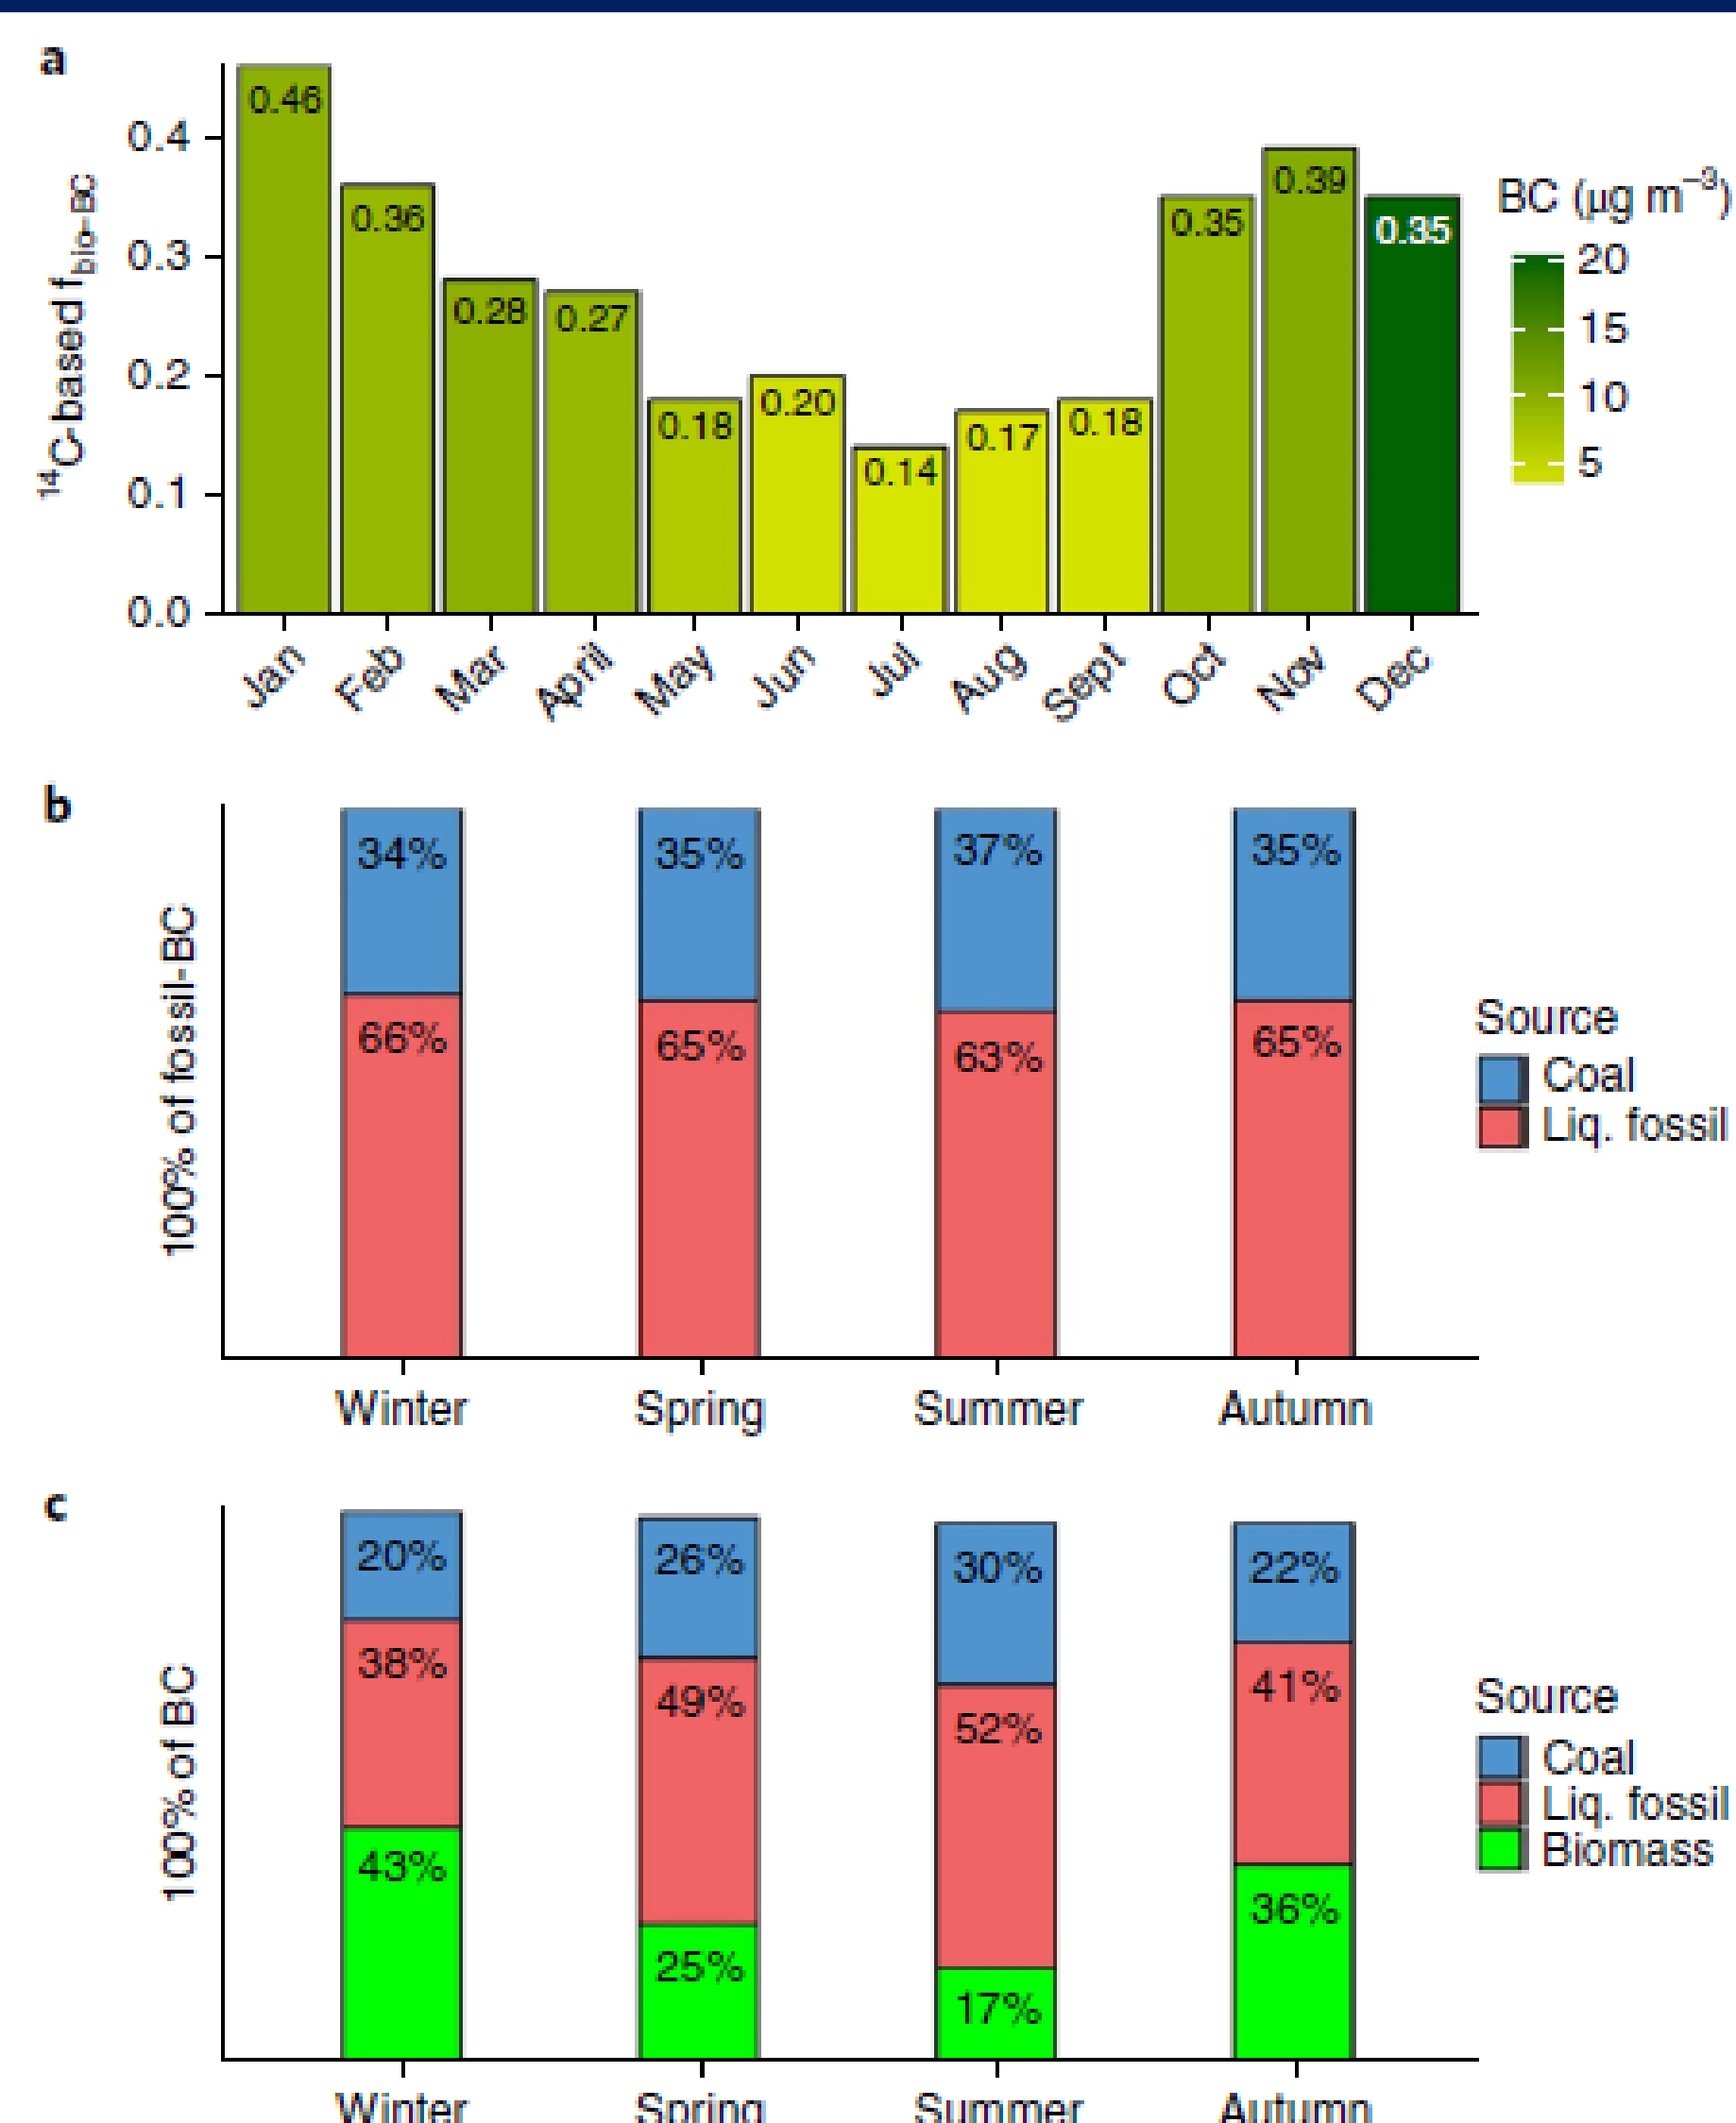 a
¹⁴C-based f_bio-BC
0.4
0.3
0.2
0.1
0.0
0.46
0.36
0.28
0.27
0.18
0.20
0.14
0.17
0.18
0.35
0.39
0.35
Jan
Feb
Mar
April
May
Jun
Jul
Aug
Sept
Oct
Nov
Dec
BC (µg m⁻³)
20
15
10
5
b
100% of fossil-BC
34%
35%
37%
35%
66%
65%
63%
65%
Winter
Spring
Summer
Autumn
Source
Coal
Liq. fossil
c
100% of BC
20%
26%
30%
22%
38%
49%
52%
41%
43%
25%
17%
36%
Winter
Spring
Summer
Autumn
Source
Coal
Liq. fossil
Biomass